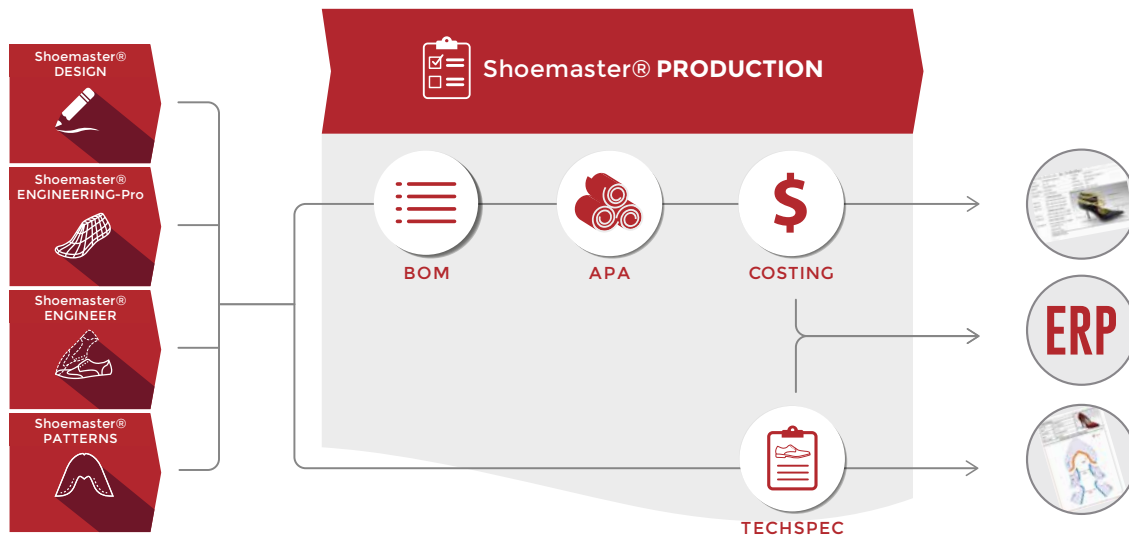 Shoemaster®
DESIGN
Shoemaster®
ENGINEERING-Pro
Shoemaster®
ENGINEER
Shoemaster®
PATTERNS
Shoemaster® PRODUCTION
BOM
APA
COSTING
TECHSPEC
ERP